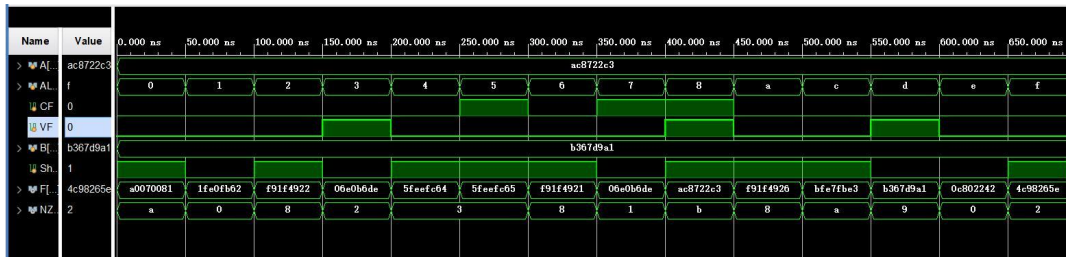 Name Value 0.000 ns 50.000 ns 100.000 ns 150.000 ns 200.000 ns 250.000 ns 300.000 ns 350.000 ns 400.000 ns 450.000 ns 500.000 ns 550.000 ns 600.000 ns 650.000 ns
A[... ac8722c3 ac8722c3
AL... f 0 1 2 3 4 5 6 7 8 a c d e f
CF 0
VF 0
B[... b367d9a1 b367d9a1
Sh... 1
F[...] 4c98265e a0070081 1fe0fb62 f91f4922 06e0b6de 5feefc64 5feefc65 f91f4921 06e0b6de ac8722c3 f91f4926 bfe7fbe3 b367d9a1 0c802242 4c98265e
NZ... 2 a 0 8 2 3 8 1 b 8 a 9 0 2